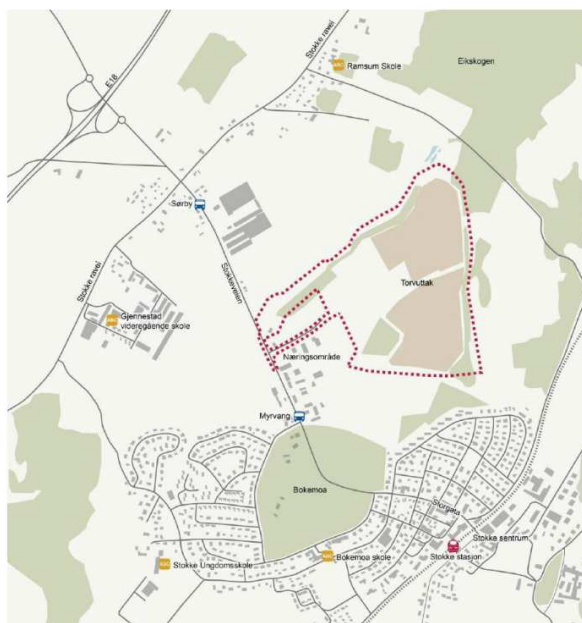 Stokke ravei
Ramsum Skole
Eikskogen
E18
Sørby
Stokkeveien
Torvuttak
Stokke ravei
Gjennestad
videregående skole
Næringsområde
Myrvang
Bokemoa
Storgata
Stokke sentrum
Stokke stasjon
Bokemoa skole
Stokke Ungdomsskole